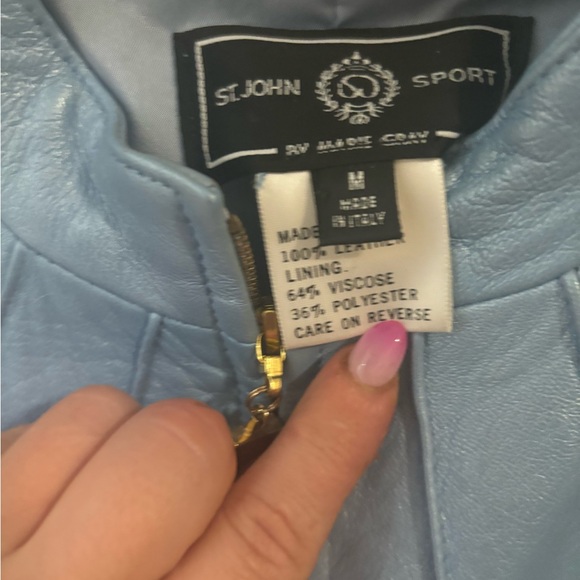 ST. JOHN SPORT
BY MARIE GRAY
M
MADE
IN ITALY
MADE
100% LEATHER
LINING.
64% VISCOSE
36% POLYESTER
CARE ON REVERSE